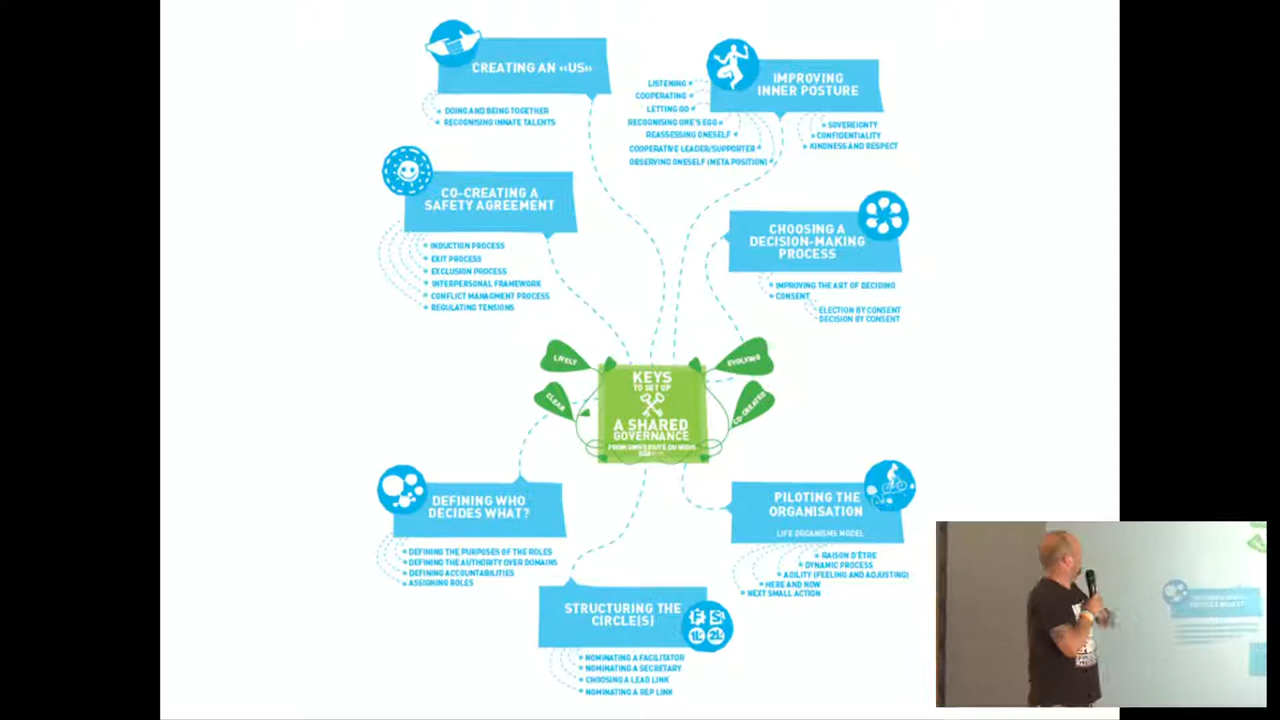 CREATING AN «US»
DOING AND BEING TOGETHER
RECOGNISING INNATE TALENTS
IMPROVING
INNER POSTURE
LISTENING
COOPERATING
LETTING GO
RECOGNISING ONE'S EGO
REASSESSING ONESELF
COOPERATIVE LEADER/SUPPORTER
OBSERVING ONESELF (META POSITION)
SOVEREIGNTY
CONFIDENTIALITY
KINDNESS AND RESPECT
CO-CREATING A
SAFETY AGREEMENT
INDUCTION PROCESS
EXIT PROCESS
EXCLUSION PROCESS
INTERPERSONAL FRAMEWORK
CONFLICT MANAGMENT PROCESS
REGULATING TENSIONS
CHOOSING A
DECISION-MAKING
PROCESS
IMPROVING THE ART OF DECIDING
CONSENT
ELECTION BY CONSENT
DECISION BY CONSENT
LIVELY
EVOLVING
CLEAR
CO-CREATED
KEYS
TO SET UP
A SHARED
GOVERNANCE
FROM UNIVERSITÉ DU NOUS
DEFINING WHO
DECIDES WHAT?
DEFINING THE PURPOSES OF THE ROLES
DEFINING THE AUTHORITY OVER DOMAINS
DEFINING ACCOUNTABILITIES
ASSIGNING ROLES
PILOTING THE
ORGANISATION
LIFE ORGANISMS MODEL
RAISON D'ÊTRE
DYNAMIC PROCESS
AGILITY (FEELING AND ADJUSTING)
HERE AND NOW
NEXT SMALL ACTION
STRUCTURING THE
CIRCLE(S)
F S
1L 2L
NOMINATING A FACILITATOR
NOMINATING A SECRETARY
CHOOSING A LEAD LINK
NOMINATING A REP LINK